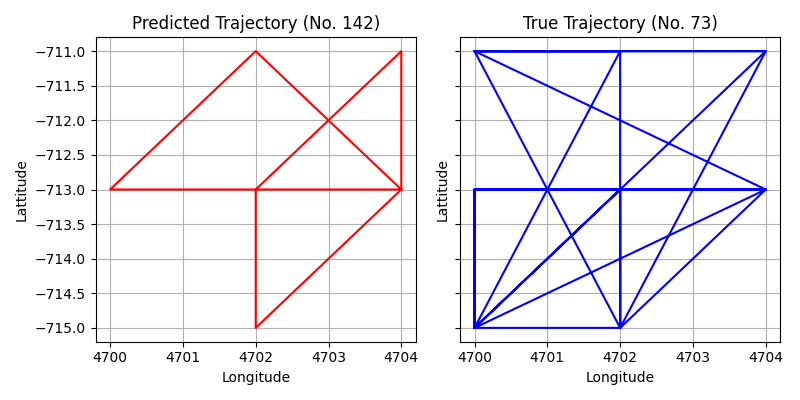 Predicted Trajectory (No. 142)
True Trajectory (No. 73)
−711.0
−711.5
−712.0
−712.5
−713.0
−713.5
−714.0
−714.5
−715.0
Lattitude
Lattitude
4700 4701 4702 4703 4704
4700 4701 4702 4703 4704
Longitude
Longitude